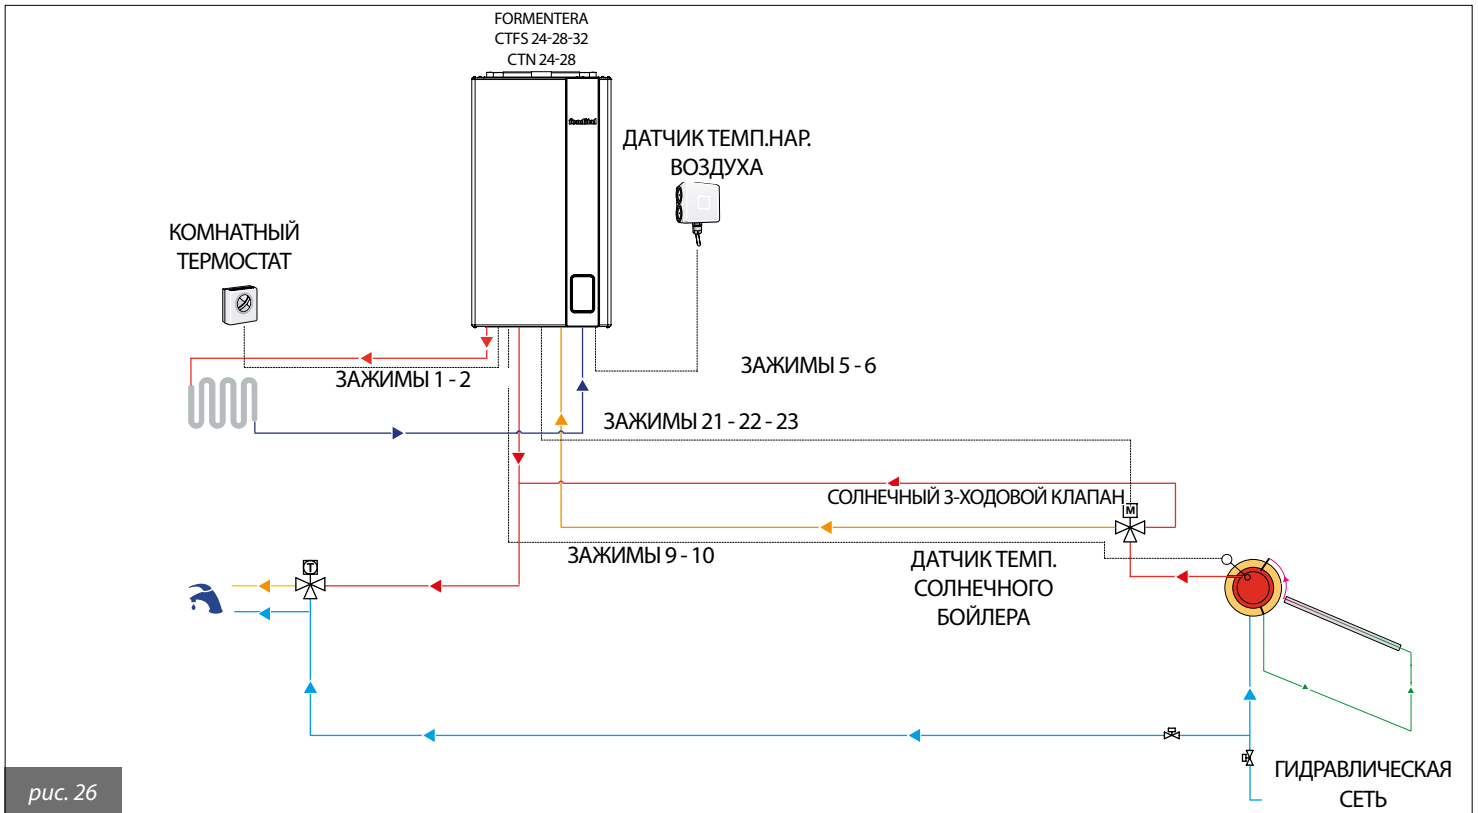 FORMENTERA
CTFS 24-28-32
CTN 24-28
fondital
ДАТЧИК ТЕМП.НАР.
ВОЗДУХА
КОМНАТНЫЙ
ТЕРМОСТАТ
ЗАЖИМЫ 1 - 2
ЗАЖИМЫ 5 - 6
ЗАЖИМЫ 21 - 22 - 23
СОЛНЕЧНЫЙ 3-ХОДОВОЙ КЛАПАН
M
ЗАЖИМЫ 9 - 10
ДАТЧИК ТЕМП.
СОЛНЕЧНОГО
БОЙЛЕРА
T
ГИДРАВЛИЧЕСКАЯ
СЕТЬ
рис. 26